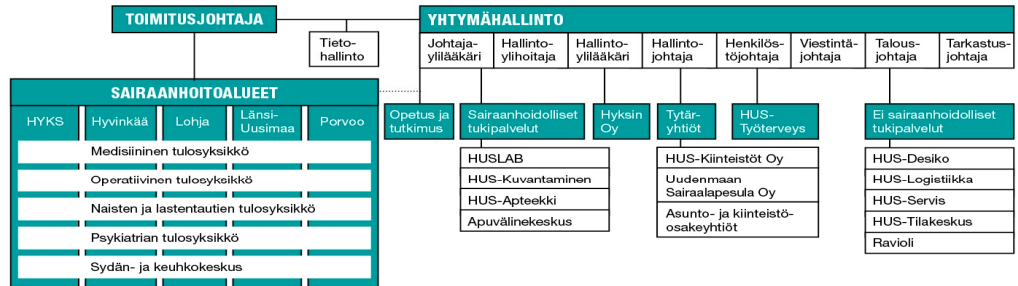 TOIMITUSJOHTAJA
YHTYMÄHALLINTO
Tieto-
hallinto
Johtaja-
ylilääkäri
Hallinto-
ylihoitaja
Hallinto-
ylilääkäri
Hallinto-
johtaja
Henkilös-
töjohtaja
Viestintä-
johtaja
Talous-
johtaja
Tarkastus-
johtaja
SAIRAANHOITOALUEET
HYKS
Hyvinkää
Lohja
Länsi-
Uusimaa
Porvoo
Medisiininen tulosyksikkö
Operatiivinen tulosyksikkö
Naisten ja lastentautien tulosyksikkö
Psykiatrian tulosyksikkö
Sydän- ja keuhkokeskus
Opetus ja
tutkimus
Sairaanhoidolliset
tukipalvelut
HUSLAB
HUS-Kuvantaminen
HUS-Apteekki
Apuvälinekeskus
Hyksin
Oy
Tytär-
yhtiöt
HUS-Kiinteistöt Oy
Uudenmaan
Sairaalapesula Oy
Asunto- ja kiinteistö-
osakeyhtiöt
HUS-
Työterveys
Ei sairaanhoidolliset
tukipalvelut
HUS-Desiko
HUS-Logistiikka
HUS-Servis
HUS-Tilakeskus
Ravioli